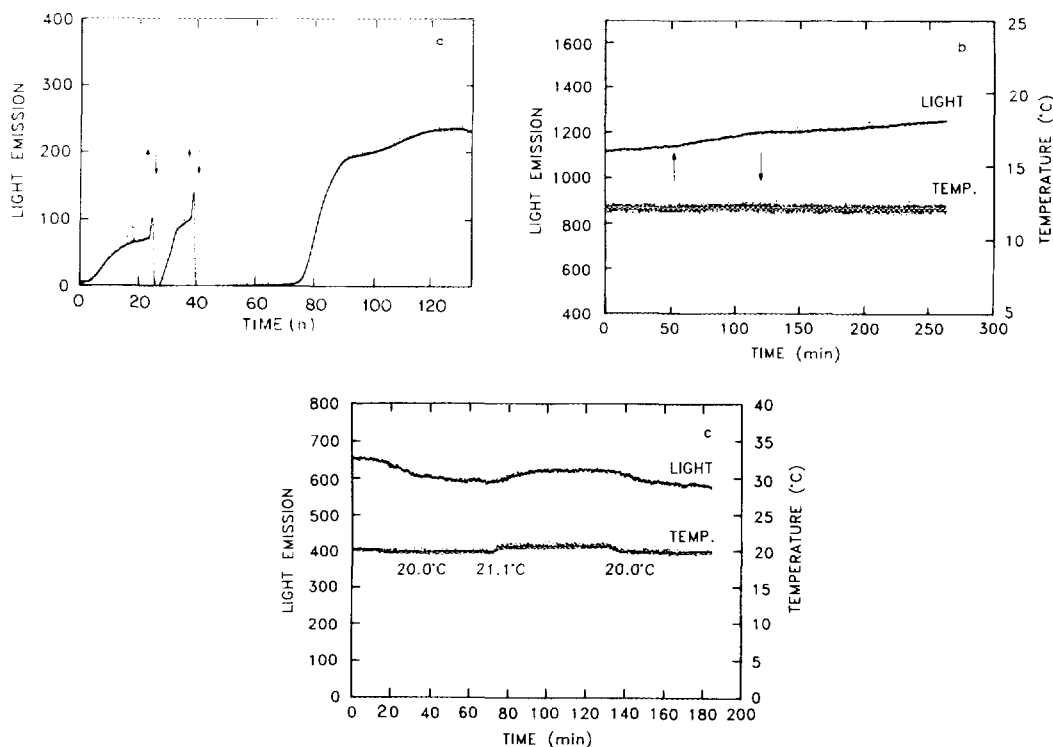 400
300
200
100
0
LIGHT EMISSION
c
0 20 40 60 80 100 120
TIME (n)
1600
1400
1200
1000
800
600
400
LIGHT EMISSION
b
LIGHT
TEMP.
25
20
15
10
5
TEMPERATURE (°C)
0 50 100 150 200 250 300
TIME (min)
800
700
600
500
400
300
200
100
0
LIGHT EMISSION
c
LIGHT
TEMP.
20.0°C 21.1°C 20.0°C
40
35
30
25
20
15
10
5
0
TEMPERATURE (°C)
0 20 40 60 80 100 120 140 160 180 200
TIME (min)